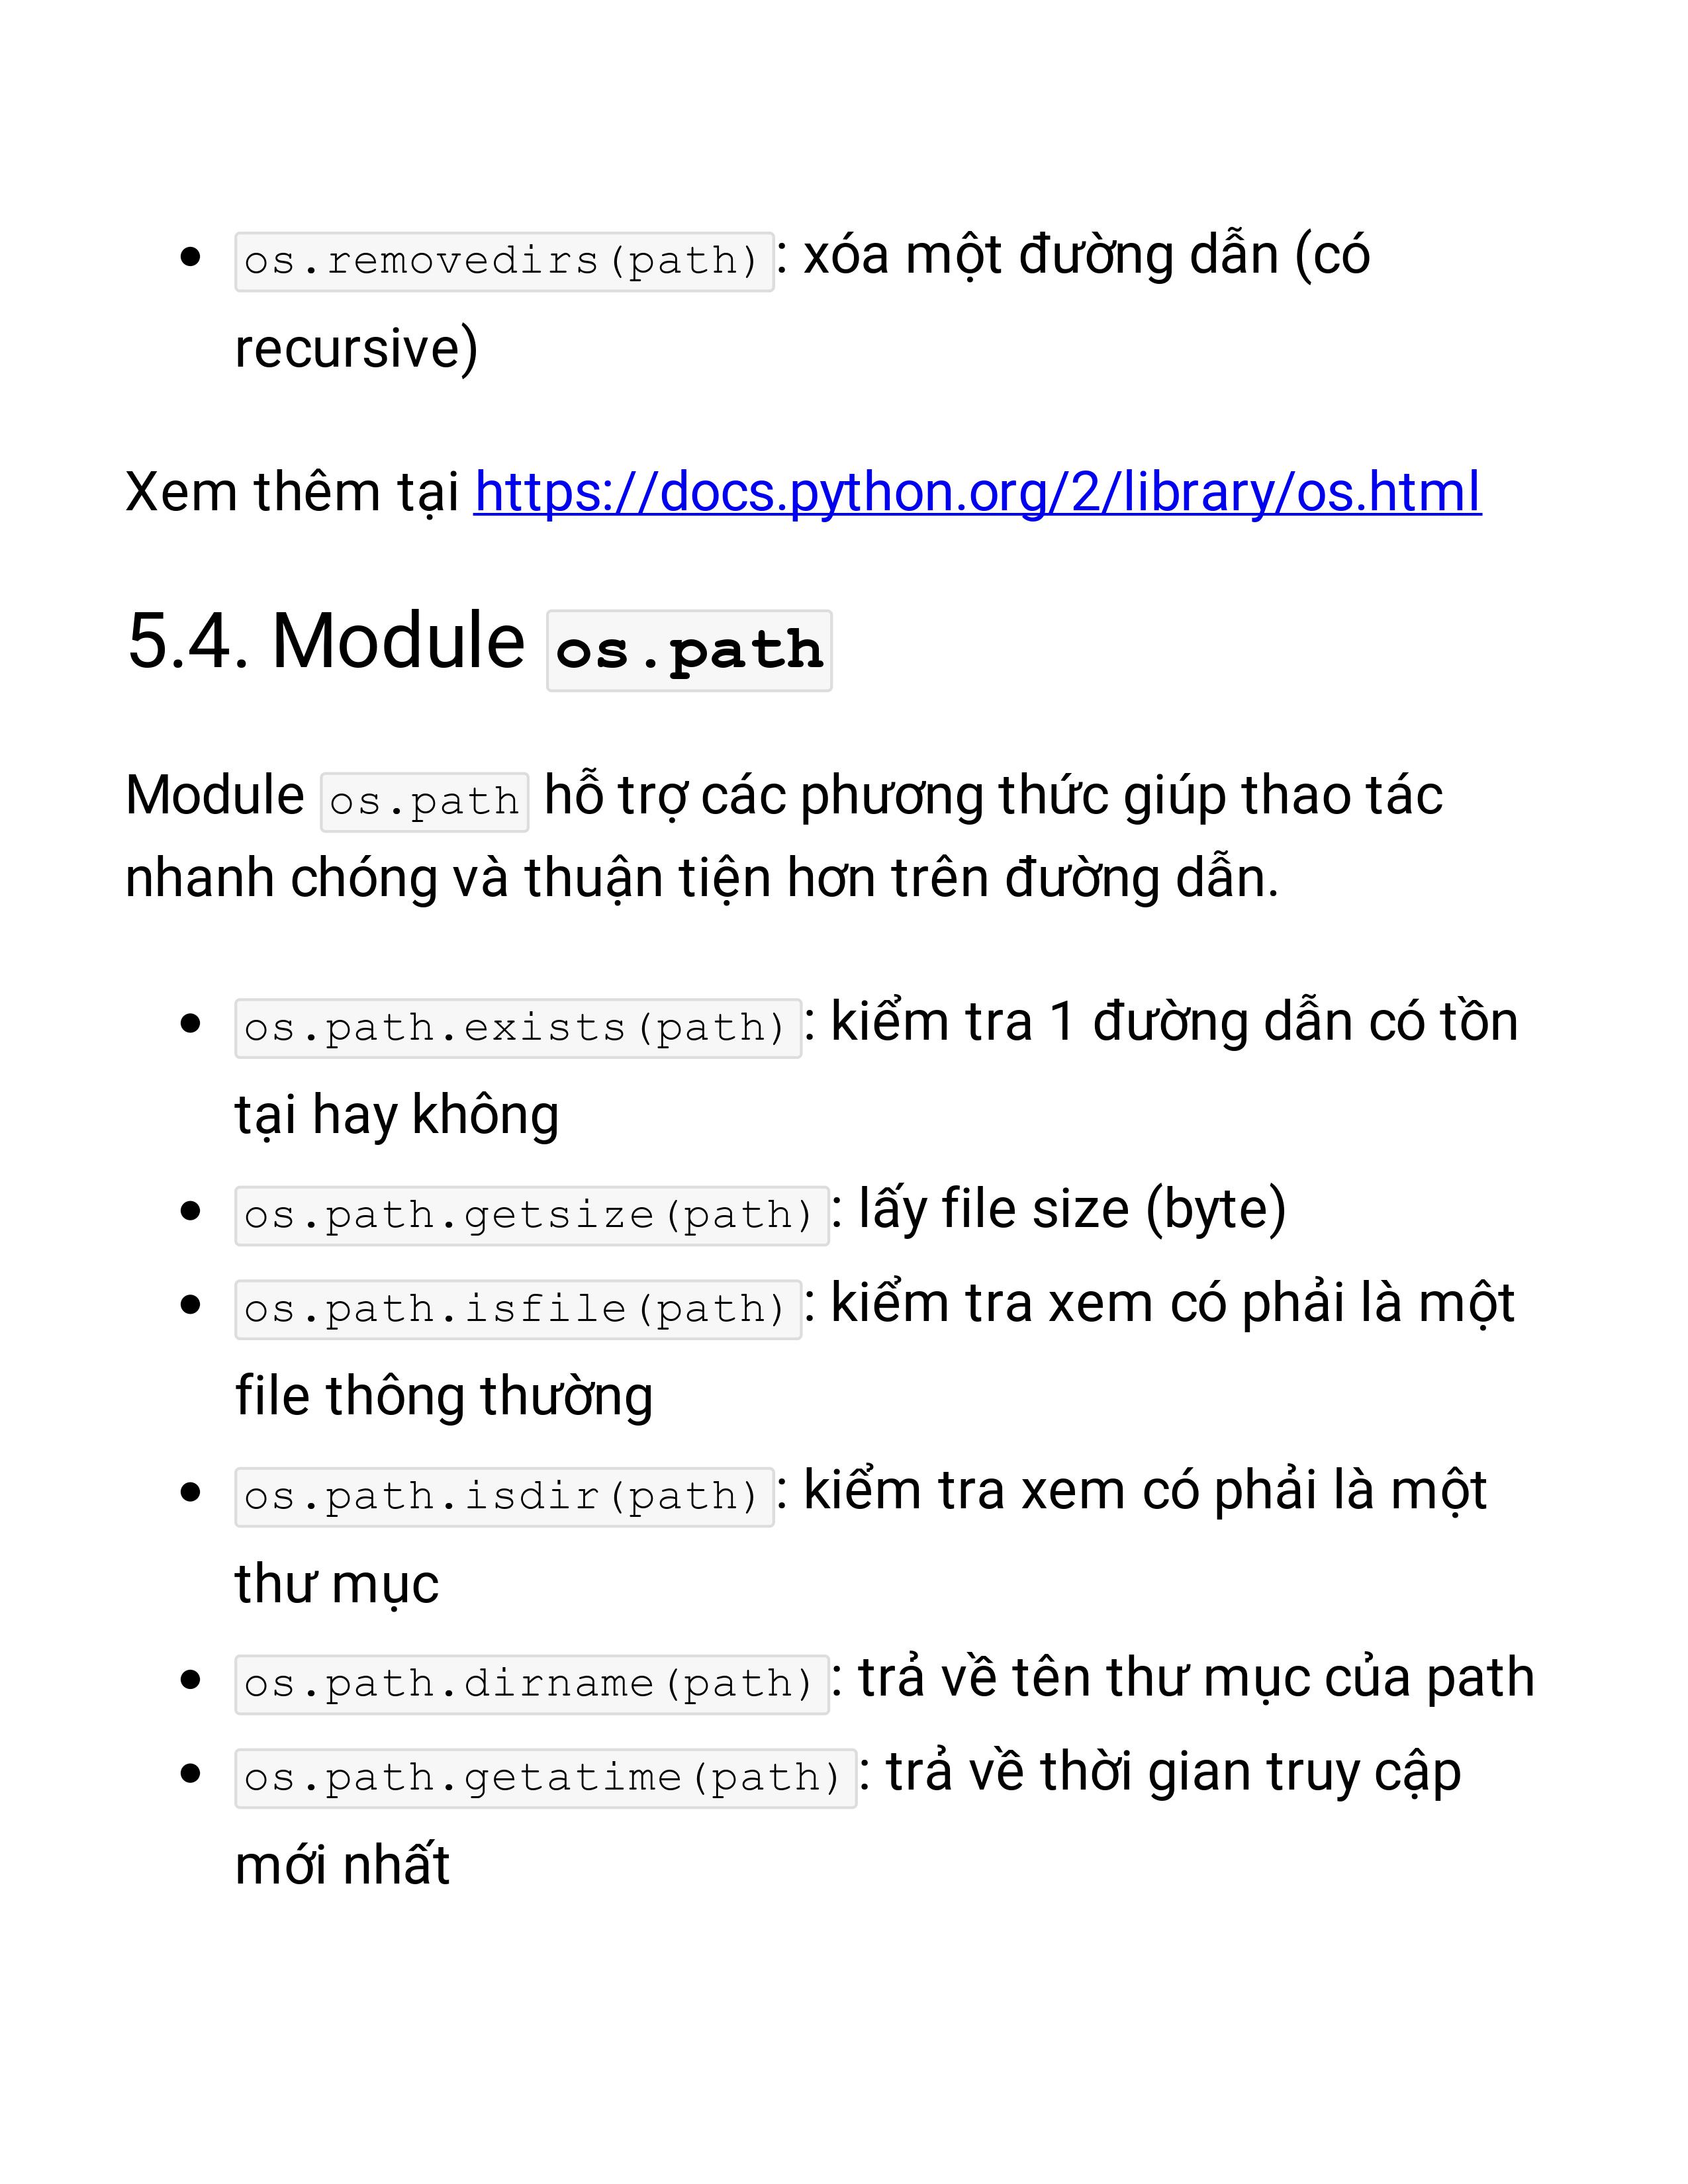 • os.removedirs(path): xóa một đường dẫn (có
recursive)
Xem thêm tại https://docs.python.org/2/library/os.html
5.4. Module os.path
Module os.path hỗ trợ các phương thức giúp thao tác
nhanh chóng và thuận tiện hơn trên đường dẫn.
• os.path.exists(path): kiểm tra 1 đường dẫn có tồn
tại hay không
• os.path.getsize(path): lấy file size (byte)
• os.path.isfile(path): kiểm tra xem có phải là một
file thông thường
• os.path.isdir(path): kiểm tra xem có phải là một
thư mục
• os.path.dirname(path): trả về tên thư mục của path
• os.path.getatime(path): trả về thời gian truy cập
mới nhất